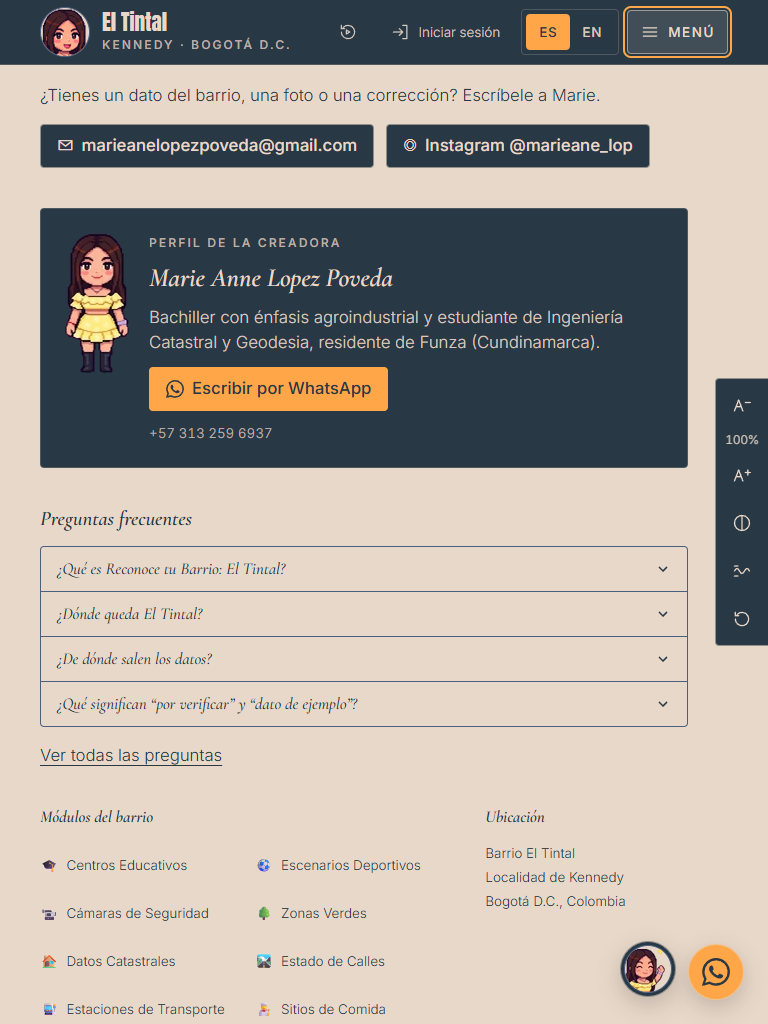 El Tintal
KENNEDY · BOGOTÁ D.C.
Iniciar sesión
ES
EN
MENÚ
¿Tienes un dato del barrio, una foto o una corrección? Escríbele a Marie.
marieanelopezpoveda@gmail.com
Instagram @marieane_lop
PERFIL DE LA CREADORA
Marie Anne Lopez Poveda
Bachiller con énfasis agroindustrial y estudiante de Ingeniería
Catastral y Geodesia, residente de Funza (Cundinamarca).
Escribir por WhatsApp
+57 313 259 6937
A−
100%
A+
Preguntas frecuentes
¿Qué es Reconoce tu Barrio: El Tintal?
¿Dónde queda El Tintal?
¿De dónde salen los datos?
¿Qué significan “por verificar” y “dato de ejemplo”?
Ver todas las preguntas
Módulos del barrio
Centros Educativos
Escenarios Deportivos
Cámaras de Seguridad
Zonas Verdes
Datos Catastrales
Estado de Calles
Estaciones de Transporte
Sitios de Comida
Ubicación
Barrio El Tintal
Localidad de Kennedy
Bogotá D.C., Colombia